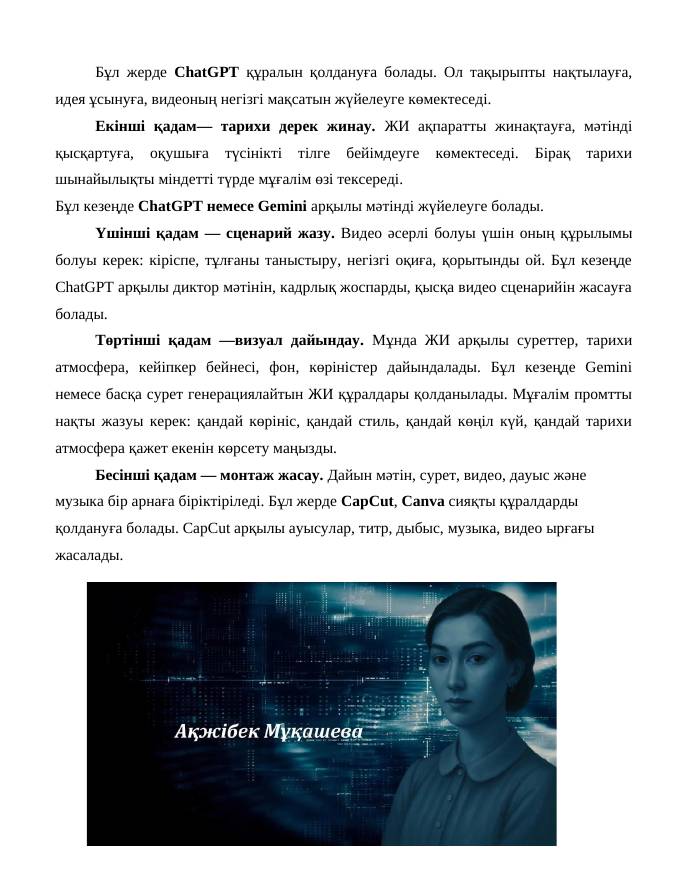 Бұл жерде ChatGPT құралын қолдануға болады. Ол тақырыпты нақтылауға,
идея ұсынуға, видеоның негізгі мақсатын жүйелеуге көмектеседі.
Екінші қадам— тарихи дерек жинау. ЖИ ақпаратты жинақтауға, мәтінді
қысқартуға, оқушыға түсінікті тілге бейімдеуге көмектеседі. Бірақ тарихи
шынайылықты міндетті түрде мұғалім өзі тексереді.
Бұл кезеңде ChatGPT немесе Gemini арқылы мәтінді жүйелеуге болады.
Үшінші қадам — сценарий жазу. Видео әсерлі болуы үшін оның құрылымы
болуы керек: кіріспе, тұлғаны таныстыру, негізгі оқиға, қорытынды ой. Бұл кезеңде
ChatGPT арқылы диктор мәтінін, кадрлық жоспарды, қысқа видео сценарийін жасауға
болады.
Төртінші қадам —визуал дайындау. Мұнда ЖИ арқылы суреттер, тарихи
атмосфера, кейіпкер бейнесі, фон, көріністер дайындалады. Бұл кезеңде Gemini
немесе басқа сурет генерациялайтын ЖИ құралдары қолданылады. Мұғалім промтты
нақты жазуы керек: қандай көрініс, қандай стиль, қандай көңіл күй, қандай тарихи
атмосфера қажет екенін көрсету маңызды.
Бесінші қадам — монтаж жасау. Дайын мәтін, сурет, видео, дауыс және
музыка бір арнаға біріктіріледі. Бұл жерде CapCut, Canva сияқты құралдарды
қолдануға болады. CapCut арқылы ауысулар, титр, дыбыс, музыка, видео ырғағы
жасалады.
Ақжібек Мұқашева